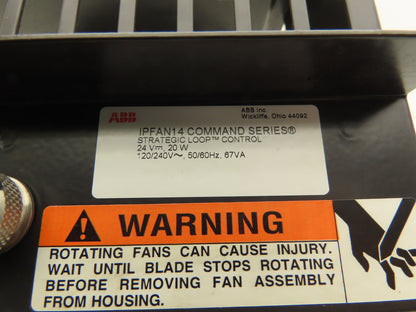 ABB
ABB Inc.
Wickliffe, Ohio 44092
IPFAN14 COMMAND SERIES®
STRATEGIC LOOP™ CONTROL
24 Vm, 20 W
120/240V～, 50/60Hz, 67VA
WARNING
ROTATING FANS CAN CAUSE INJURY.
WAIT UNTIL BLADE STOPS ROTATING
BEFORE REMOVING FAN ASSEMBLY
FROM HOUSING.